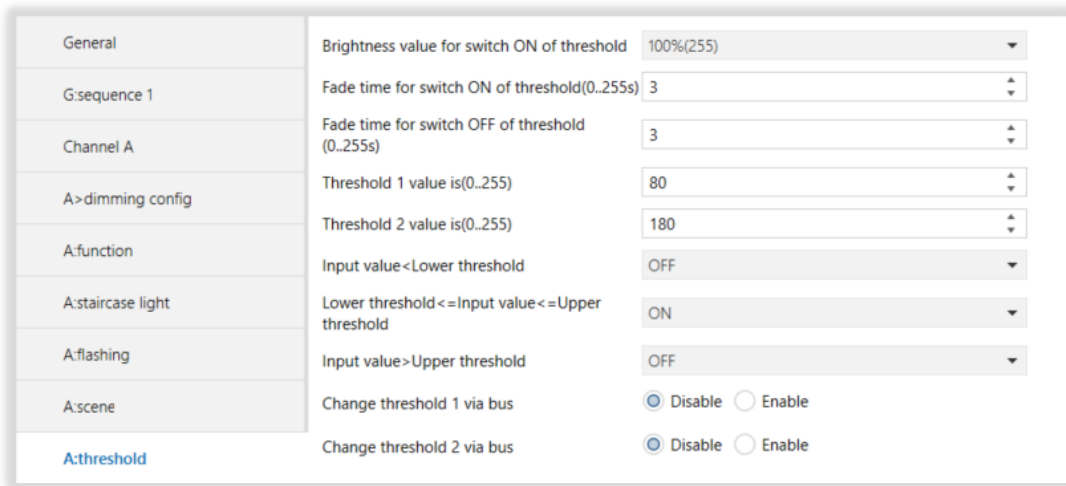 General
G:sequence 1
Channel A
A>dimming config
A:function
A:staircase light
A:flashing
A:scene
A:threshold
Brightness value for switch ON of threshold 100%(255)
Fade time for switch ON of threshold(0..255s) 3
Fade time for switch OFF of threshold
(0..255s) 3
Threshold 1 value is(0..255) 80
Threshold 2 value is(0..255) 180
Input value<Lower threshold OFF
Lower threshold<=Input value<=Upper
threshold ON
Input value>Upper threshold OFF
Change threshold 1 via bus Disable Enable
Change threshold 2 via bus Disable Enable